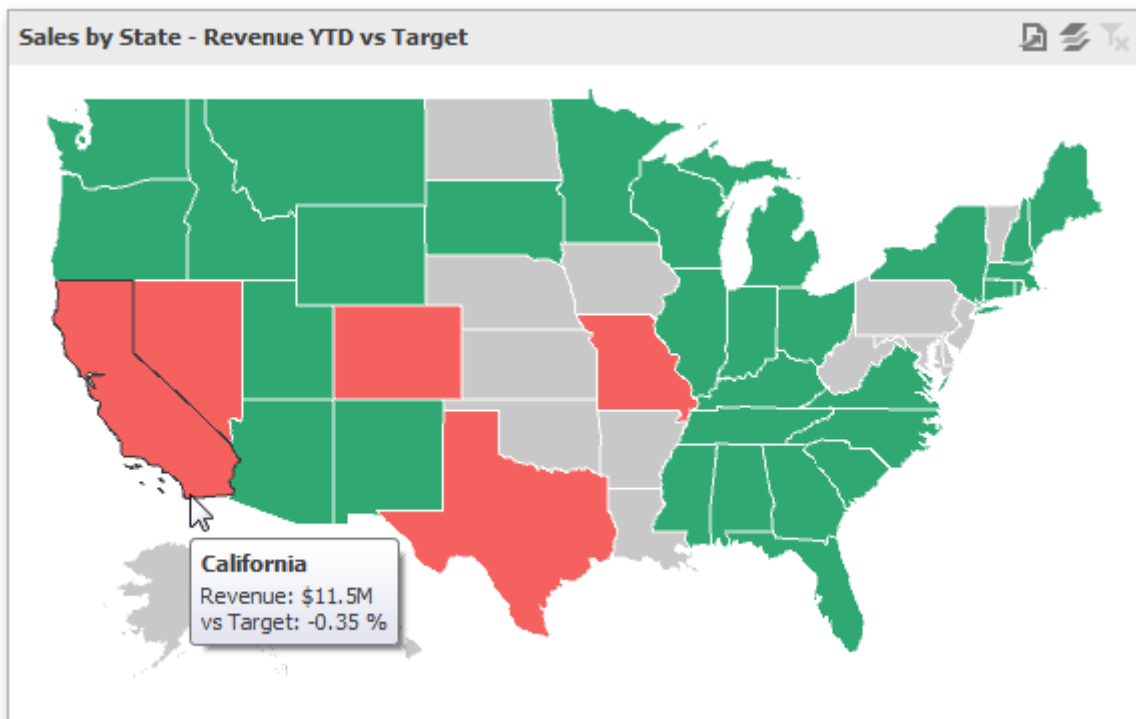 Sales by State - Revenue YTD vs Target
California
Revenue: $11.5M
vs Target: -0.35 %